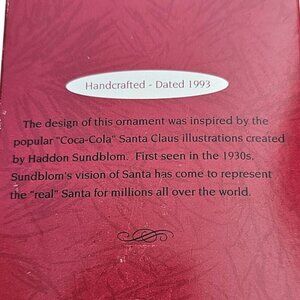 Handcrafted - Dated 1993
The design of this ornament was inspired by the
popular "Coca-Cola" Santa Claus illustrations created
by Haddon Sundblom. First seen in the 1930s,
Sundblom's vision of Santa has come to represent
the "real" Santa for millions all over the world.